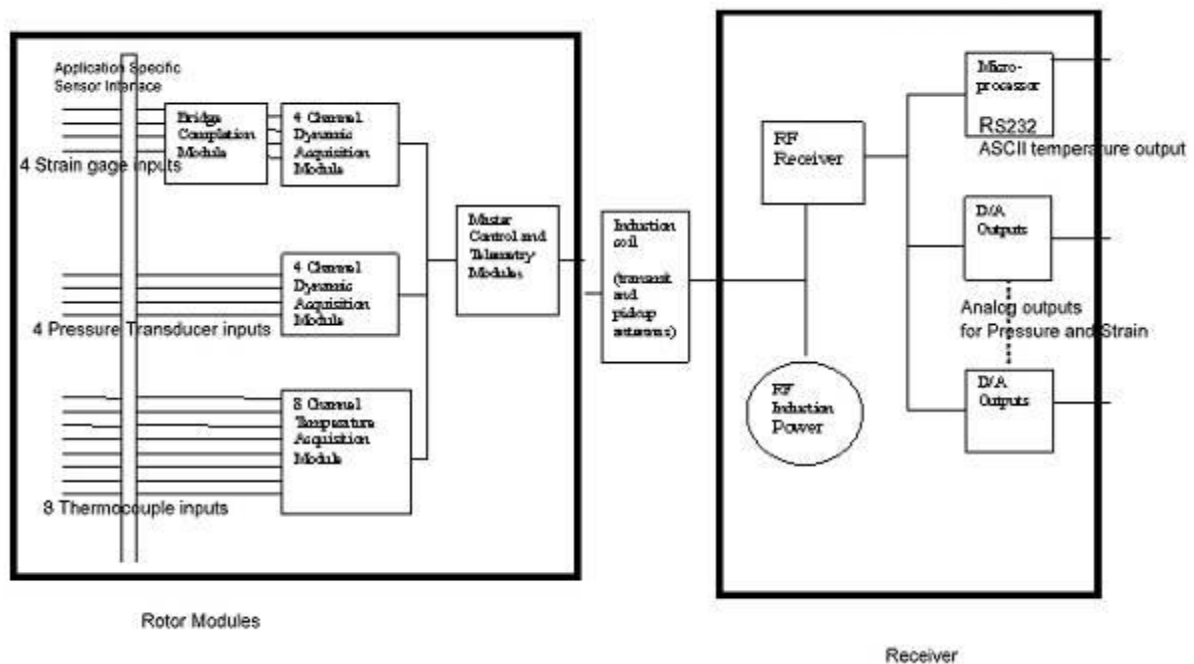 Application Specific
Sensor Interface
Bridge
Completion
Module
4 Channel
Dynamic
Acquisition
Module
4 Strain gage inputs
4 Channel
Dynamic
Acquisition
Module
4 Pressure Transducer inputs
8 Channel
Temperature
Acquisition
Module
8 Thermocouple inputs
Master
Control and
Telemetry
Modules
Rotor Modules
Induction
coil
(transmit
and
pickup
antennas)
RF
Receiver
RF
Induction
Power
Micro-
processor
RS232
ASCII temperature output
D/A
Outputs
Analog outputs
for Pressure and Strain
D/A
Outputs
Receiver